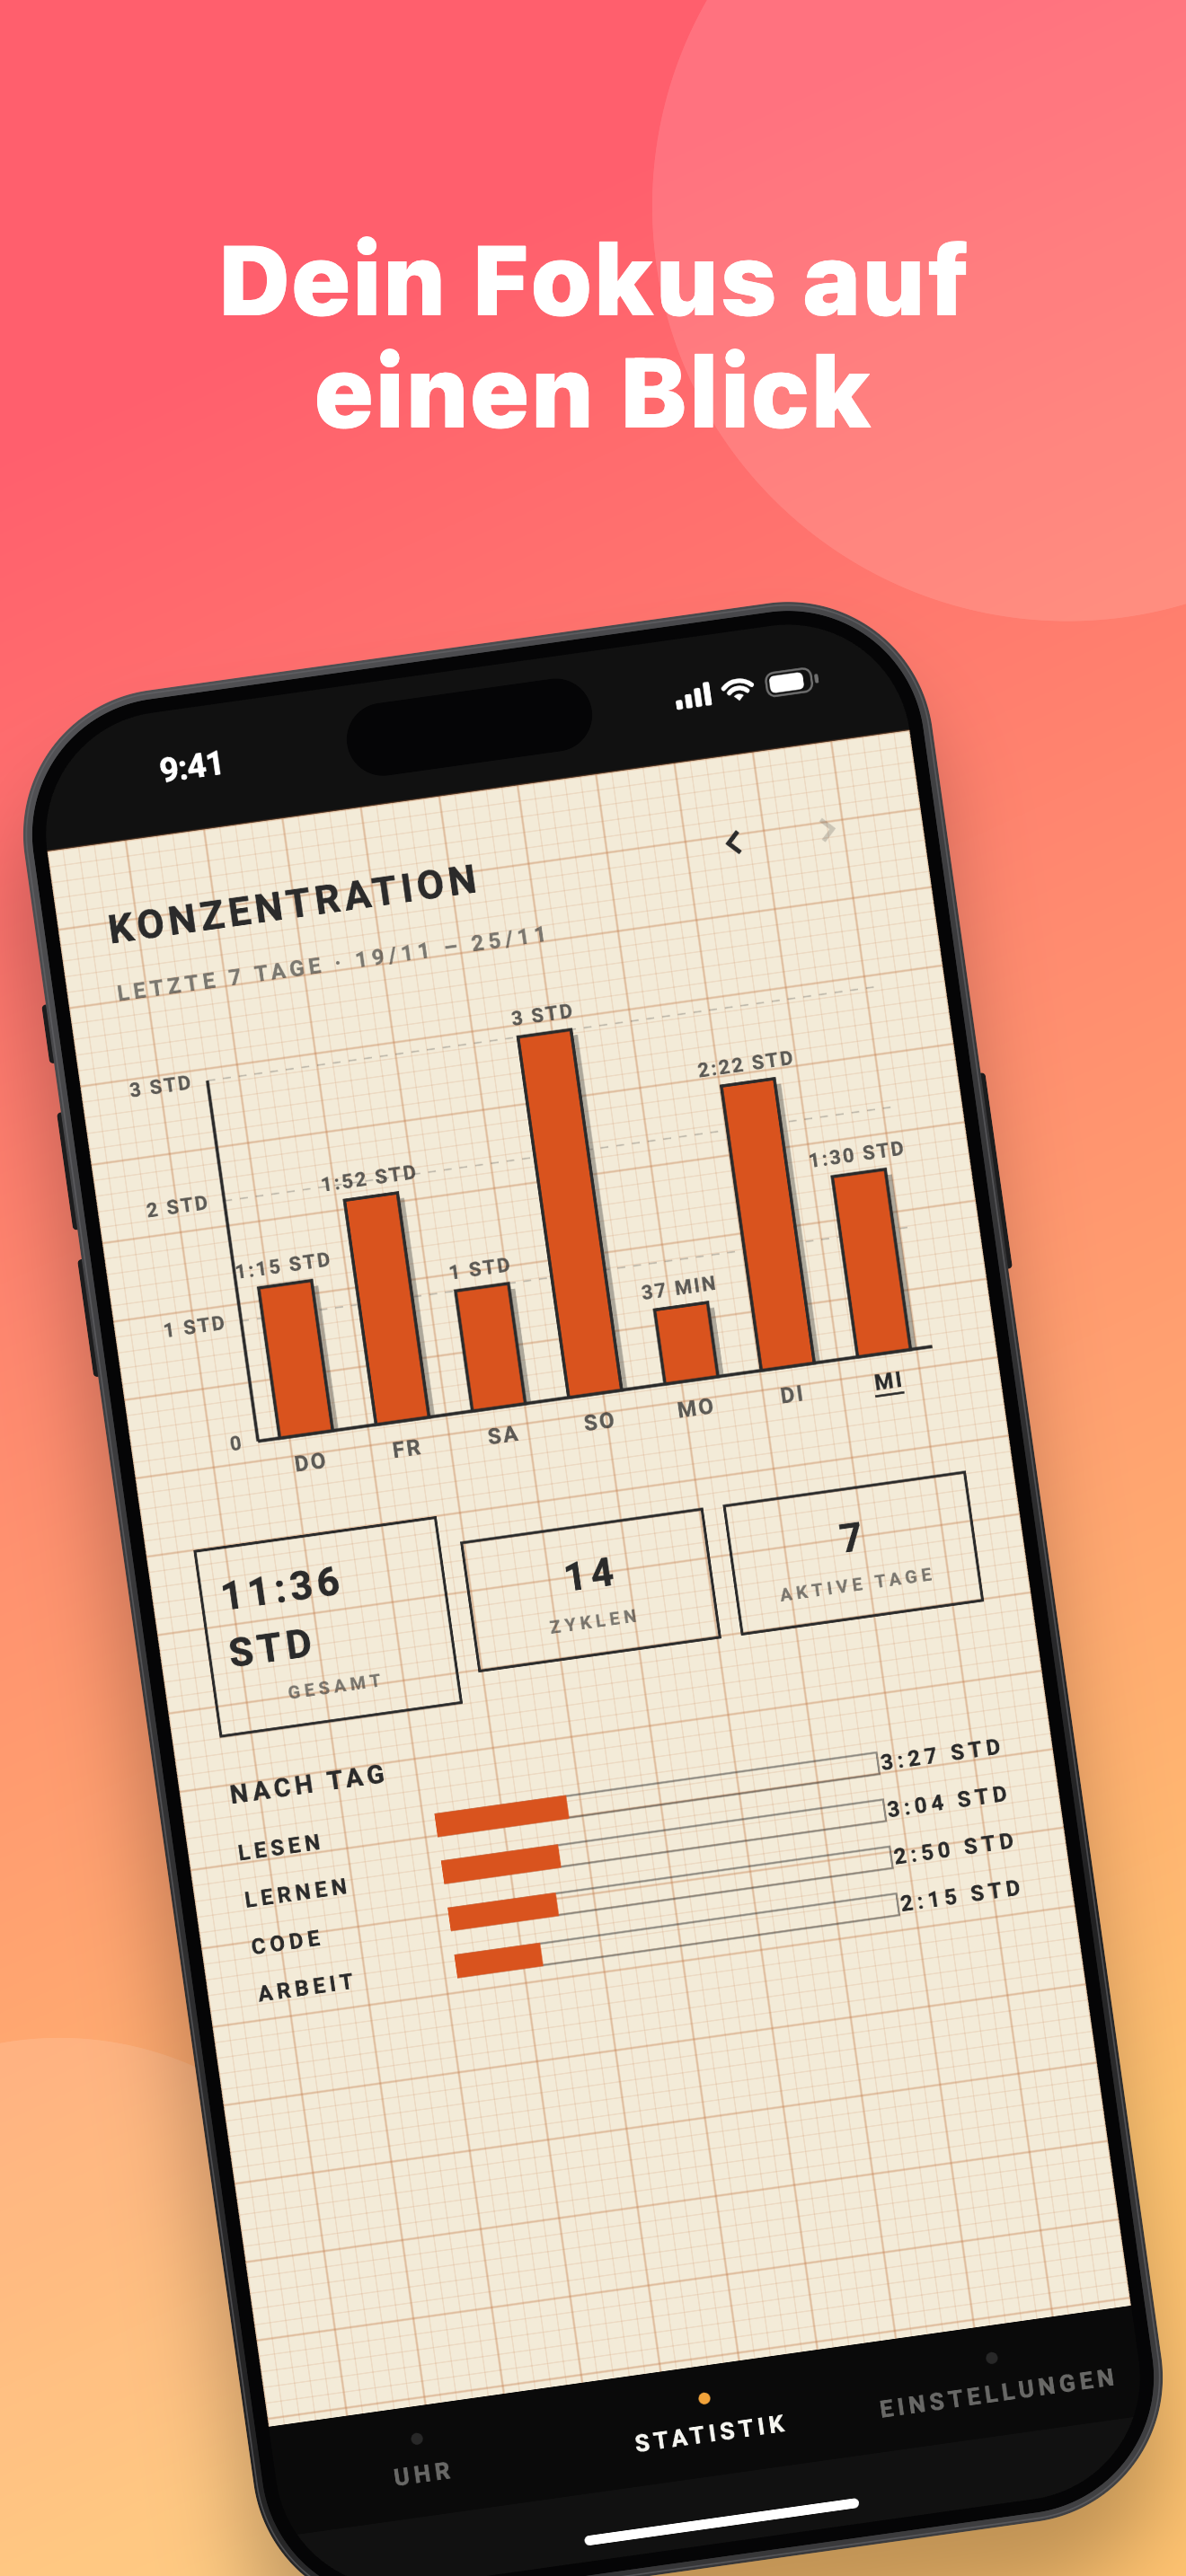 Dein Fokus auf
einen Blick
9:41
KONZENTRATION
LETZTE 7 TAGE · 19/11 – 25/11
3 STD
2 STD
1 STD
0
1:15 STD
1:52 STD
1 STD
3 STD
37 MIN
2:22 STD
1:30 STD
DO
FR
SA
SO
MO
DI
MI
11:36
STD
GESAMT
14
ZYKLEN
7
AKTIVE TAGE
NACH TAG
LESEN 3:27 STD
LERNEN 3:04 STD
CODE 2:50 STD
ARBEIT 2:15 STD
UHR
STATISTIK
EINSTELLUNGEN